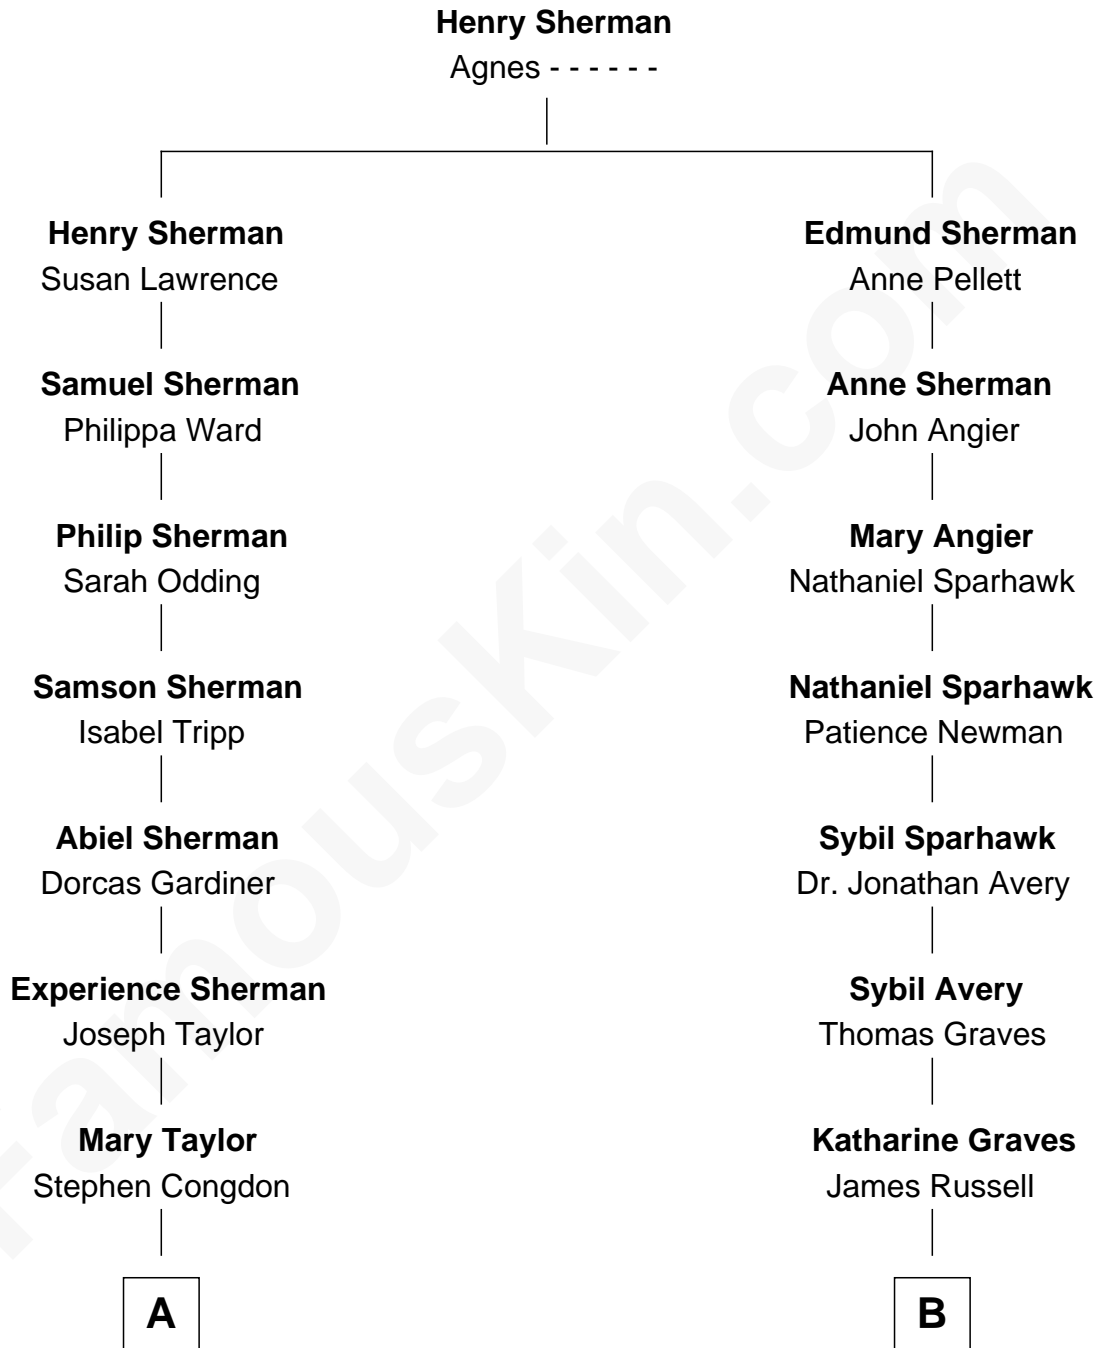 Henry Sherman
Agnes - - - - - -
Henry Sherman
Susan Lawrence
Edmund Sherman
Anne Pellett
Samuel Sherman
Philippa Ward
Anne Sherman
John Angier
Philip Sherman
Sarah Odding
Mary Angier
Nathaniel Sparhawk
Samson Sherman
Isabel Tripp
Nathaniel Sparhawk
Patience Newman
Abiel Sherman
Dorcas Gardiner
Sybil Sparhawk
Dr. Jonathan Avery
Experience Sherman
Joseph Taylor
Sybil Avery
Thomas Graves
Mary Taylor
Stephen Congdon
Katharine Graves
James Russell
A
B
FamousKin.com